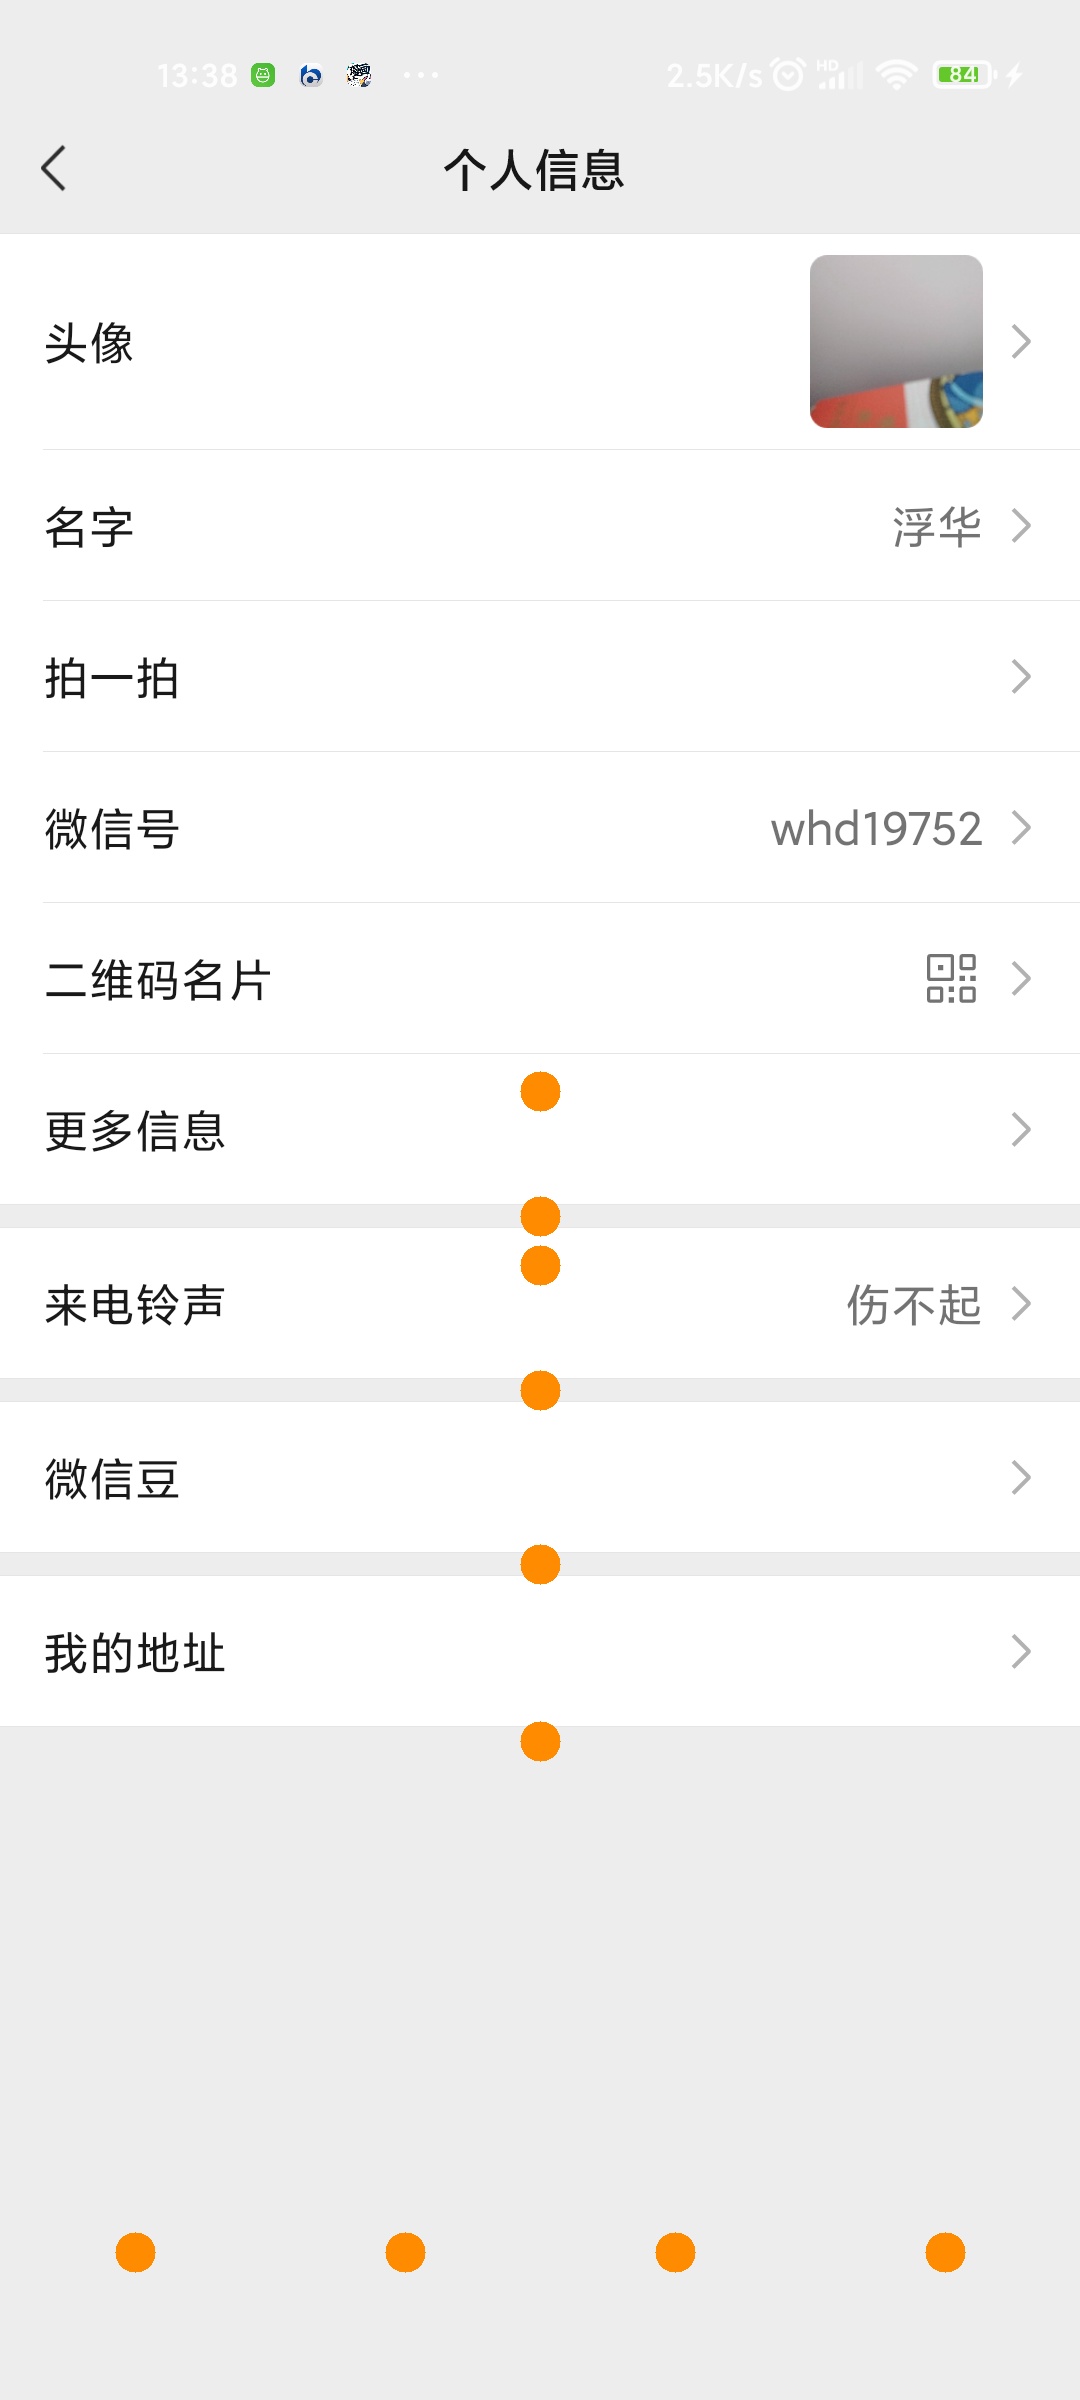 13:38 ... 2.5K/s HD 84
个人信息
头像
名字 浮华
拍一拍
微信号 whd19752
二维码名片
更多信息
来电铃声 伤不起
微信豆
我的地址